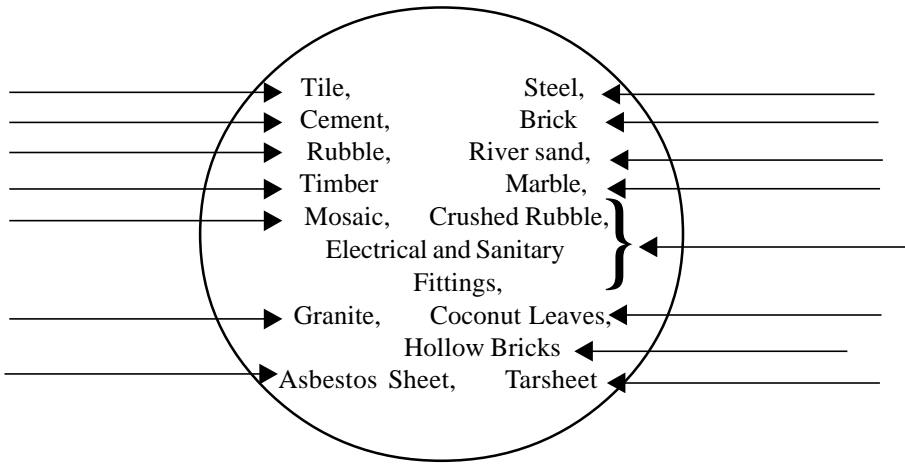 Tile, Steel,
Cement, Brick
Rubble, River sand,
Timber Marble,
Mosaic, Crushed Rubble,
Electrical and Sanitary
Fittings,
Granite, Coconut Leaves,
Hollow Bricks
Asbestos Sheet, Tarsheet